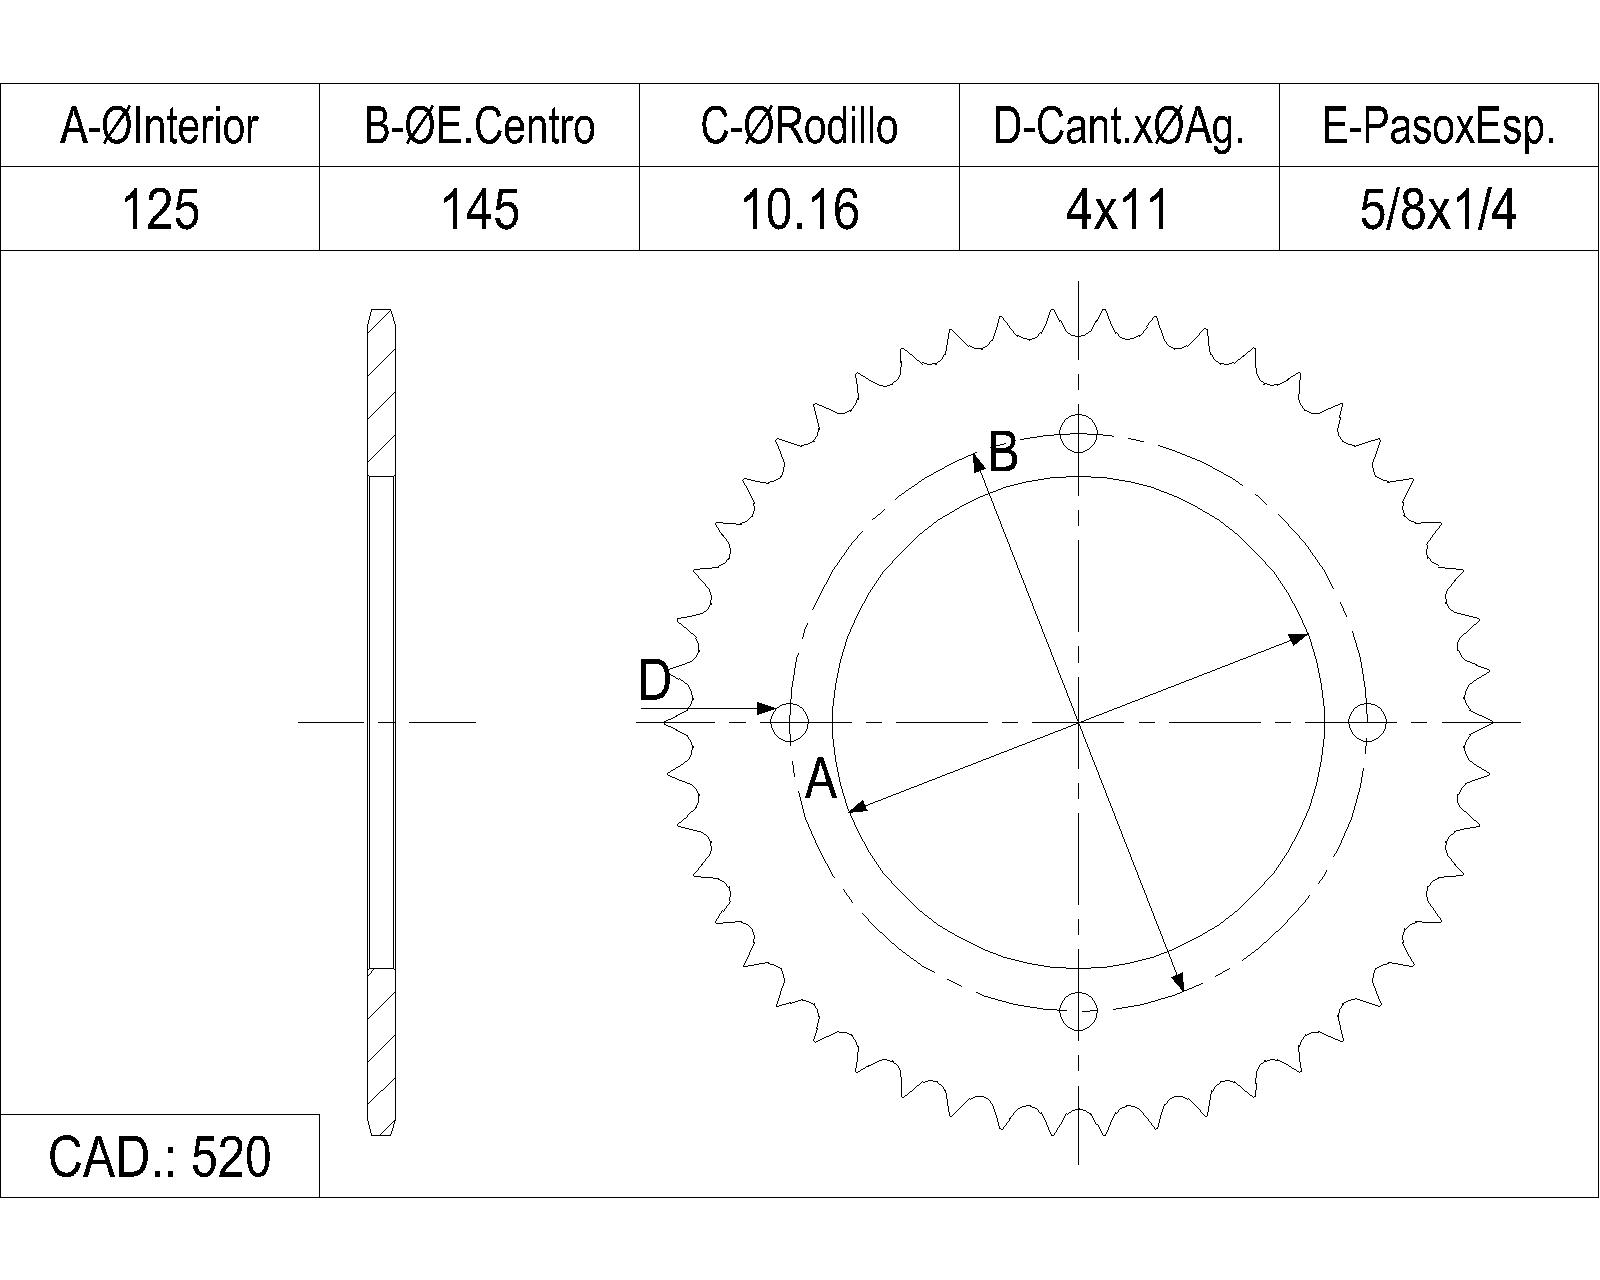 A-ØInterior B-ØE.Centro C-ØRodillo D-Cant.xØAg. E-PasoxEsp.
125 145 10.16 4x11 5/8x1/4
B
D
A
CAD.: 520